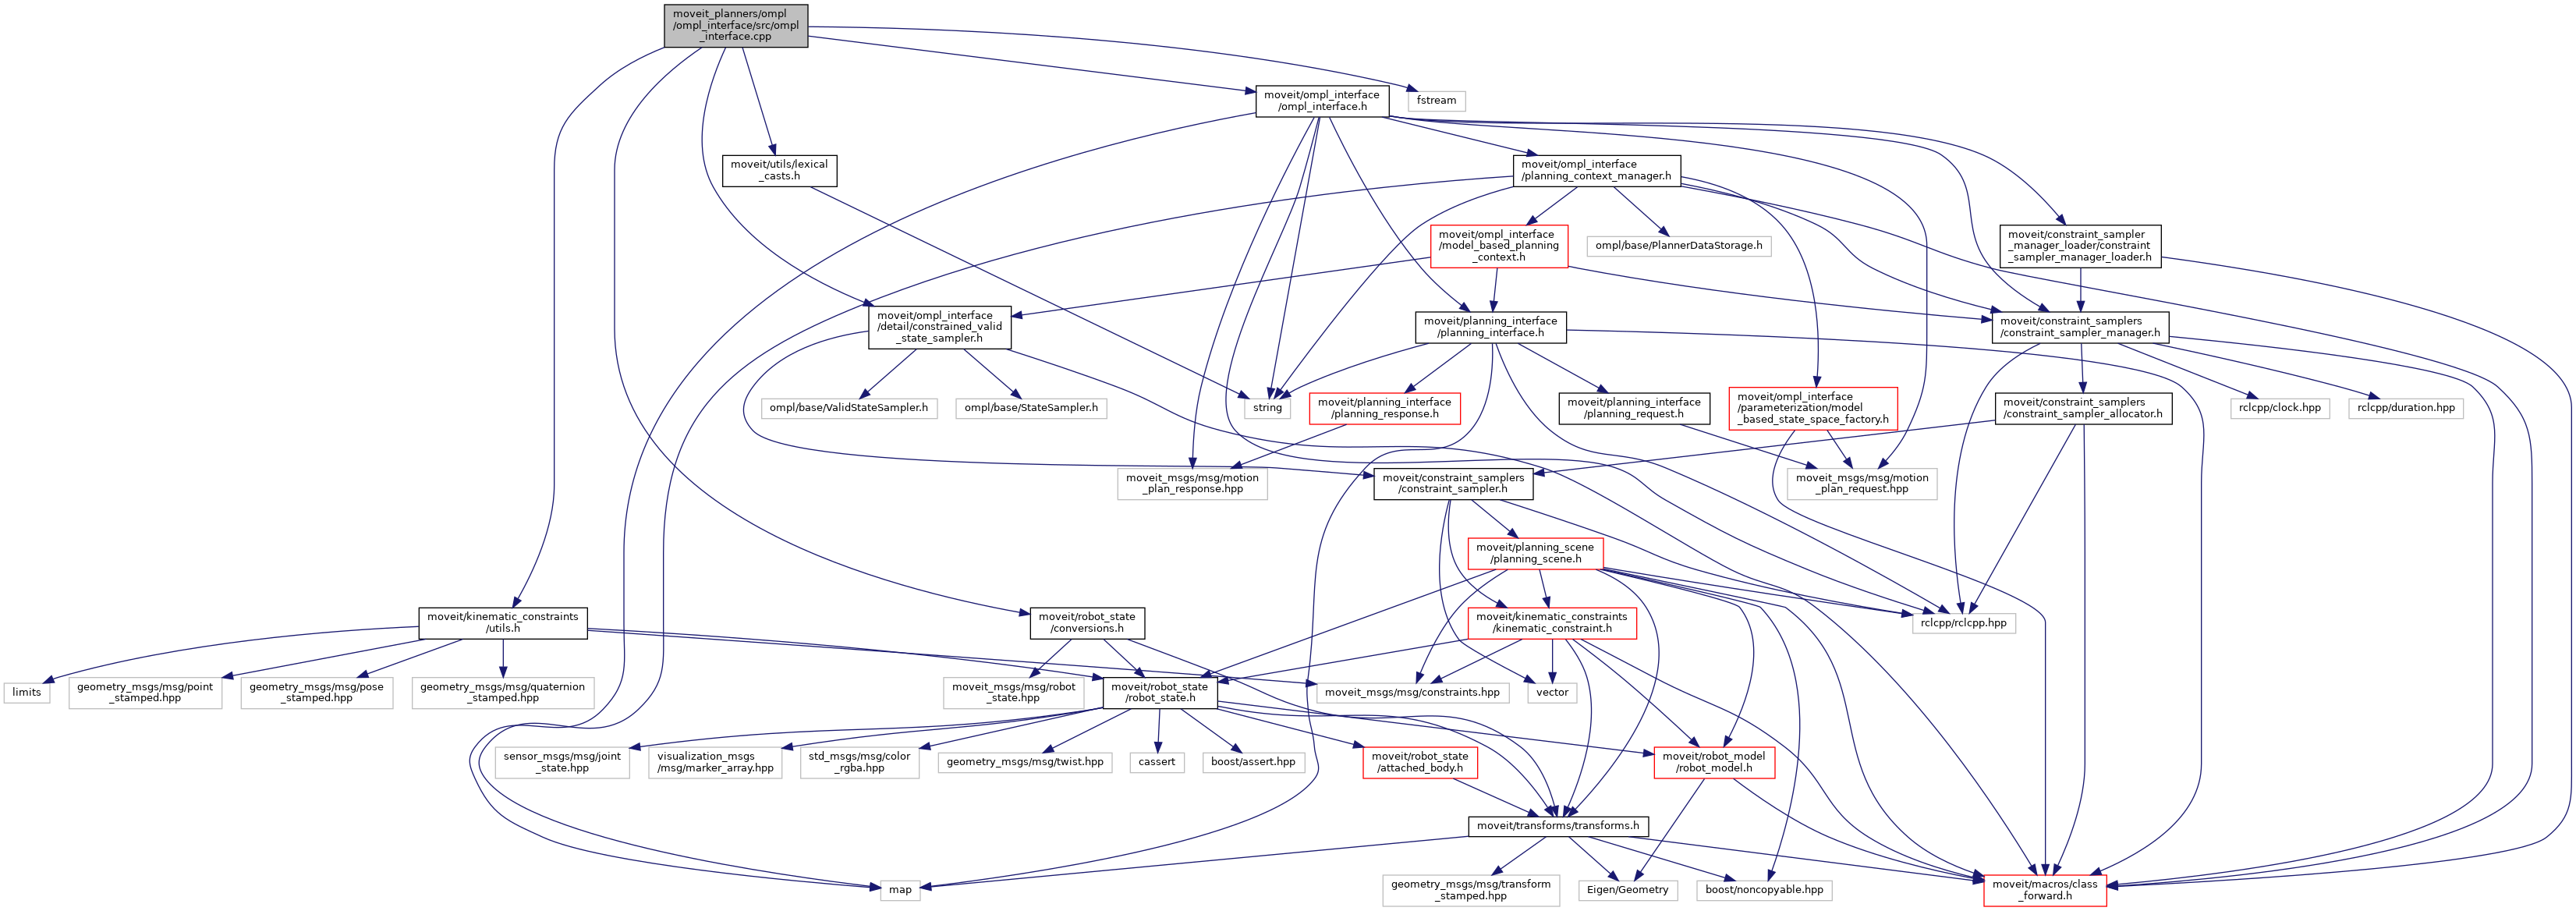 moveit_planners/ompl
/ompl_interface/src/ompl
_interface.cpp
moveit/ompl_interface
/ompl_interface.h
fstream
moveit/utils/lexical
_casts.h
moveit/ompl_interface
/planning_context_manager.h
moveit/ompl_interface
/model_based_planning
_context.h
ompl/base/PlannerDataStorage.h
moveit/constraint_sampler
_manager_loader/constraint
_sampler_manager_loader.h
moveit/ompl_interface
/detail/constrained_valid
_state_sampler.h
moveit/planning_interface
/planning_interface.h
moveit/constraint_samplers
/constraint_sampler_manager.h
ompl/base/ValidStateSampler.h
ompl/base/StateSampler.h
string
moveit/planning_interface
/planning_response.h
moveit/planning_interface
/planning_request.h
moveit/ompl_interface
/parameterization/model
_based_state_space_factory.h
moveit/constraint_samplers
/constraint_sampler_allocator.h
rclcpp/clock.hpp
rclcpp/duration.hpp
moveit_msgs/msg/motion
_plan_response.hpp
moveit/constraint_samplers
/constraint_sampler.h
moveit_msgs/msg/motion
_plan_request.hpp
moveit/planning_scene
/planning_scene.h
moveit/kinematic_constraints
/utils.h
moveit/robot_state
/conversions.h
moveit/kinematic_constraints
/kinematic_constraint.h
rclcpp/rclcpp.hpp
limits
geometry_msgs/msg/point
_stamped.hpp
geometry_msgs/msg/pose
_stamped.hpp
geometry_msgs/msg/quaternion
_stamped.hpp
moveit_msgs/msg/robot
_state.hpp
moveit/robot_state
/robot_state.h
moveit_msgs/msg/constraints.hpp
vector
sensor_msgs/msg/joint
_state.hpp
visualization_msgs
/msg/marker_array.hpp
std_msgs/msg/color
_rgba.hpp
geometry_msgs/msg/twist.hpp
cassert
boost/assert.hpp
moveit/robot_state
/attached_body.h
moveit/robot_model
/robot_model.h
moveit/transforms/transforms.h
map
geometry_msgs/msg/transform
_stamped.hpp
Eigen/Geometry
boost/noncopyable.hpp
moveit/macros/class
_forward.h